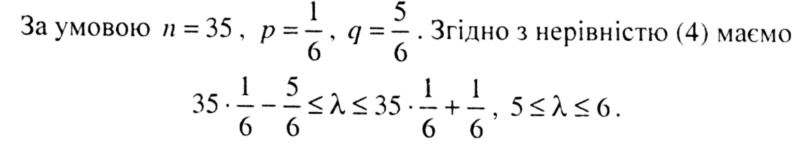 За умовою n = 35, p = 1/6, q = 5/6. Згідно з нерівністю (4) маємо
35 · 1/6 − 5/6 ≤ λ ≤ 35 · 1/6 + 1/6, 5 ≤ λ ≤ 6.